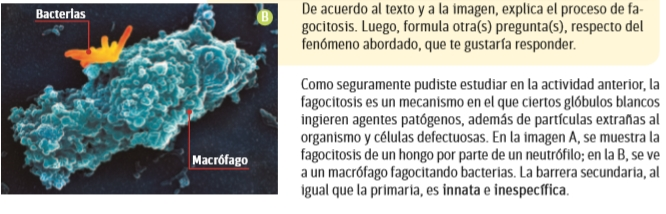 Bacterias
B
Macrófago
De acuerdo al texto y a la imagen, explica el proceso de fa-
gocitosis. Luego, formula otra(s) pregunta(s), respecto del
fenómeno abordado, que te gustaría responder.
Como seguramente pudiste estudiar en la actividad anterior, la
fagocitosis es un mecanismo en el que ciertos glóbulos blancos
ingieren agentes patógenos, además de partículas extrañas al
organismo y células defectuosas. En la imagen A, se muestra la
fagocitosis de un hongo por parte de un neutrófilo; en la B, se ve
a un macrófago fagocitando bacterias. La barrera secundaria, al
igual que la primaria, es innata e inespecífica.